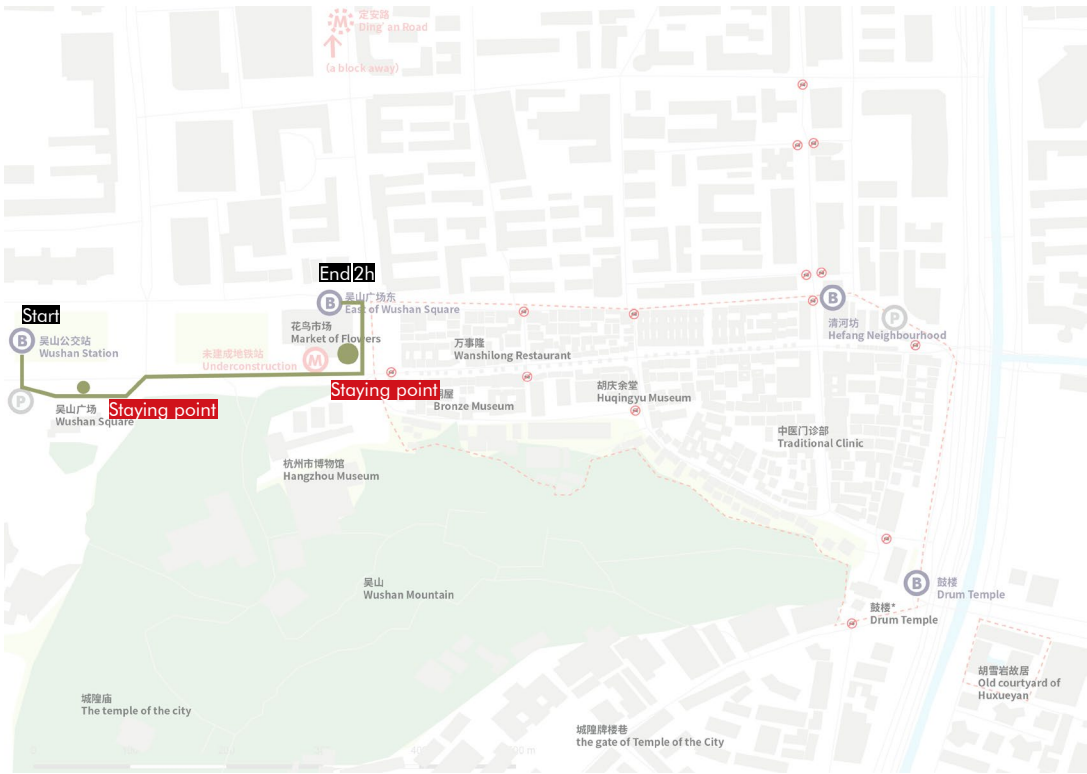 定安路
Ding' an Road
(a block away)
End 2h
吴山广场东
East of Wushan Square
Start
B
B
B
清河坊
Hefang Neighbourhood
P
花鸟市场
Market of Flowers
吴山公交站
Wushan Station
未建成地铁站
Underconstruction
M
万事隆
Wanshilong Restaurant
Staying point
Bronze Museum
胡庆余堂
Huqingyu Museum
P
吴山广场
Wushan Square
Staying point
中医门诊部
Traditional Clinic
杭州市博物馆
Hangzhou Museum
吴山
Wushan Mountain
B
鼓楼
Drum Temple
鼓楼*
Drum Temple
胡雪岩故居
Old courtyard of
Huxueyan
城隍庙
The temple of the city
城隍牌楼巷
the gate of Temple of the City